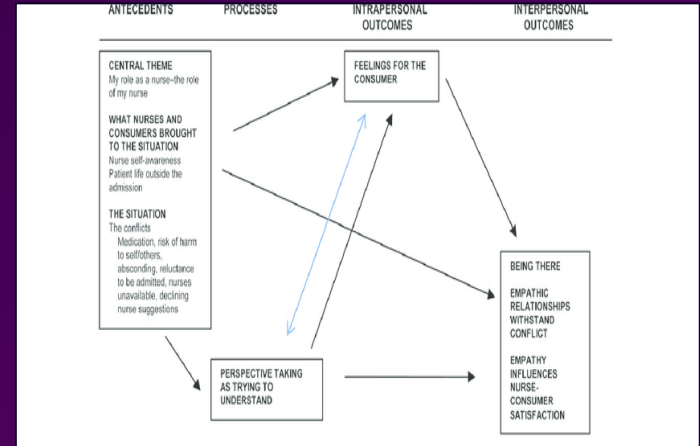 ANTECEDENTS
PROCESSES
INTRAPERSONAL
OUTCOMES
INTERPERSONAL
OUTCOMES
CENTRAL THEME
My role as a nurse–the role
of my nurse
WHAT NURSES AND
CONSUMERS BROUGHT
TO THE SITUATION
Nurse self-awareness
Patient life outside the
admission
THE SITUATION
The conflicts
Medication, risk of harm
to self/others,
absconding, reluctance
to be admitted, nurses
unavailable, declining
nurse suggestions
FEELINGS FOR THE
CONSUMER
PERSPECTIVE TAKING
AS TRYING TO
UNDERSTAND
BEING THERE
EMPATHIC
RELATIONSHIPS
WITHSTAND
CONFLICT
EMPATHY
INFLUENCES
NURSE-
CONSUMER
SATISFACTION